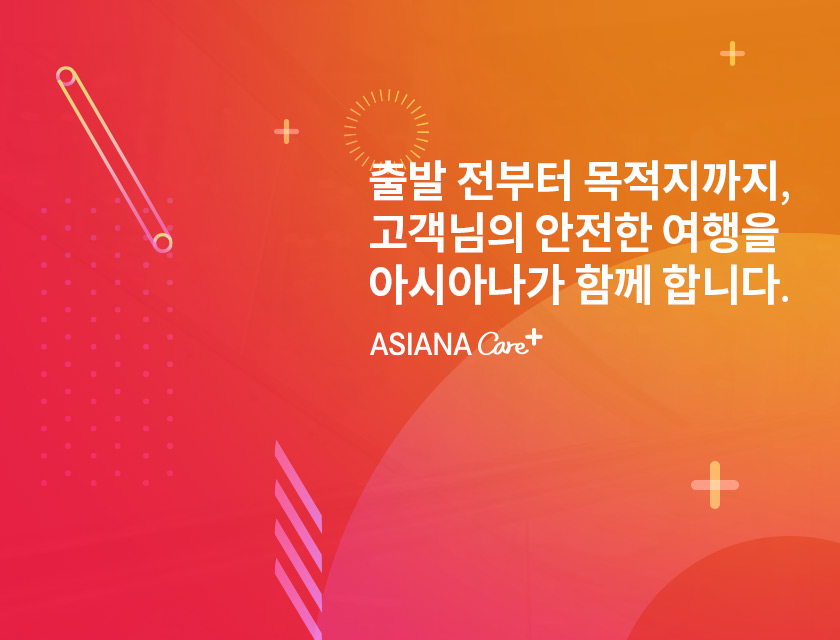 출발 전부터 목적지까지,
고객님의 안전한 여행을
아시아나가 함께 합니다.
ASIANA Care+